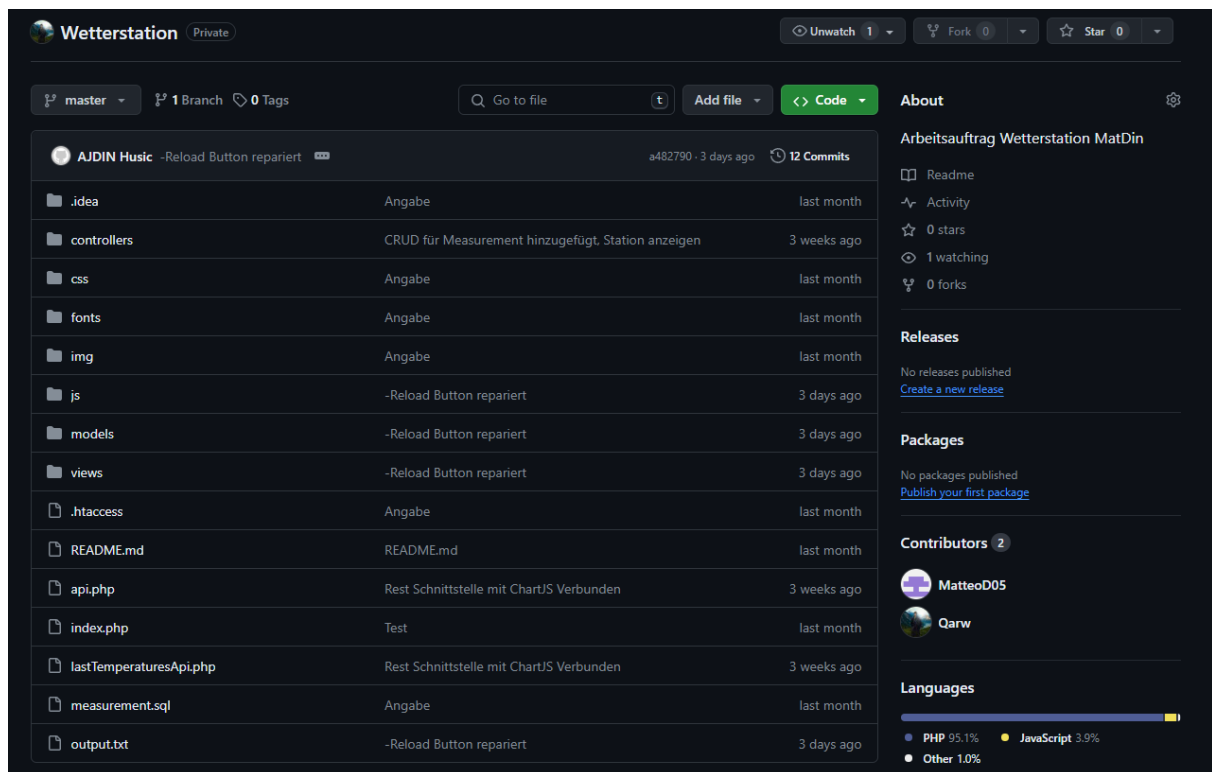 Wetterstation Private Unwatch 1 Fork 0 Star 0
master 1 Branch 0 Tags Go to file t Add file Code
AJDIN Husic -Reload Button repariert a482790 · 3 days ago 12 Commits
.idea Angabe last month
controllers CRUD für Measurement hinzugefügt, Station anzeigen 3 weeks ago
css Angabe last month
fonts Angabe last month
img Angabe last month
js -Reload Button repariert 3 days ago
models -Reload Button repariert 3 days ago
views -Reload Button repariert 3 days ago
.htaccess Angabe last month
README.md README.md last month
api.php Rest Schnittstelle mit ChartJS Verbunden 3 weeks ago
index.php Test last month
lastTemperaturesApi.php Rest Schnittstelle mit ChartJS Verbunden 3 weeks ago
measurement.sql Angabe last month
output.txt -Reload Button repariert 3 days ago
About
Arbeitsauftrag Wetterstation MatDin
Readme
Activity
0 stars
1 watching
0 forks
Releases
No releases published
Create a new release
Packages
No packages published
Publish your first package
Contributors 2
MatteoD05
Qarw
Languages
PHP 95.1% JavaScript 3.9%
Other 1.0%